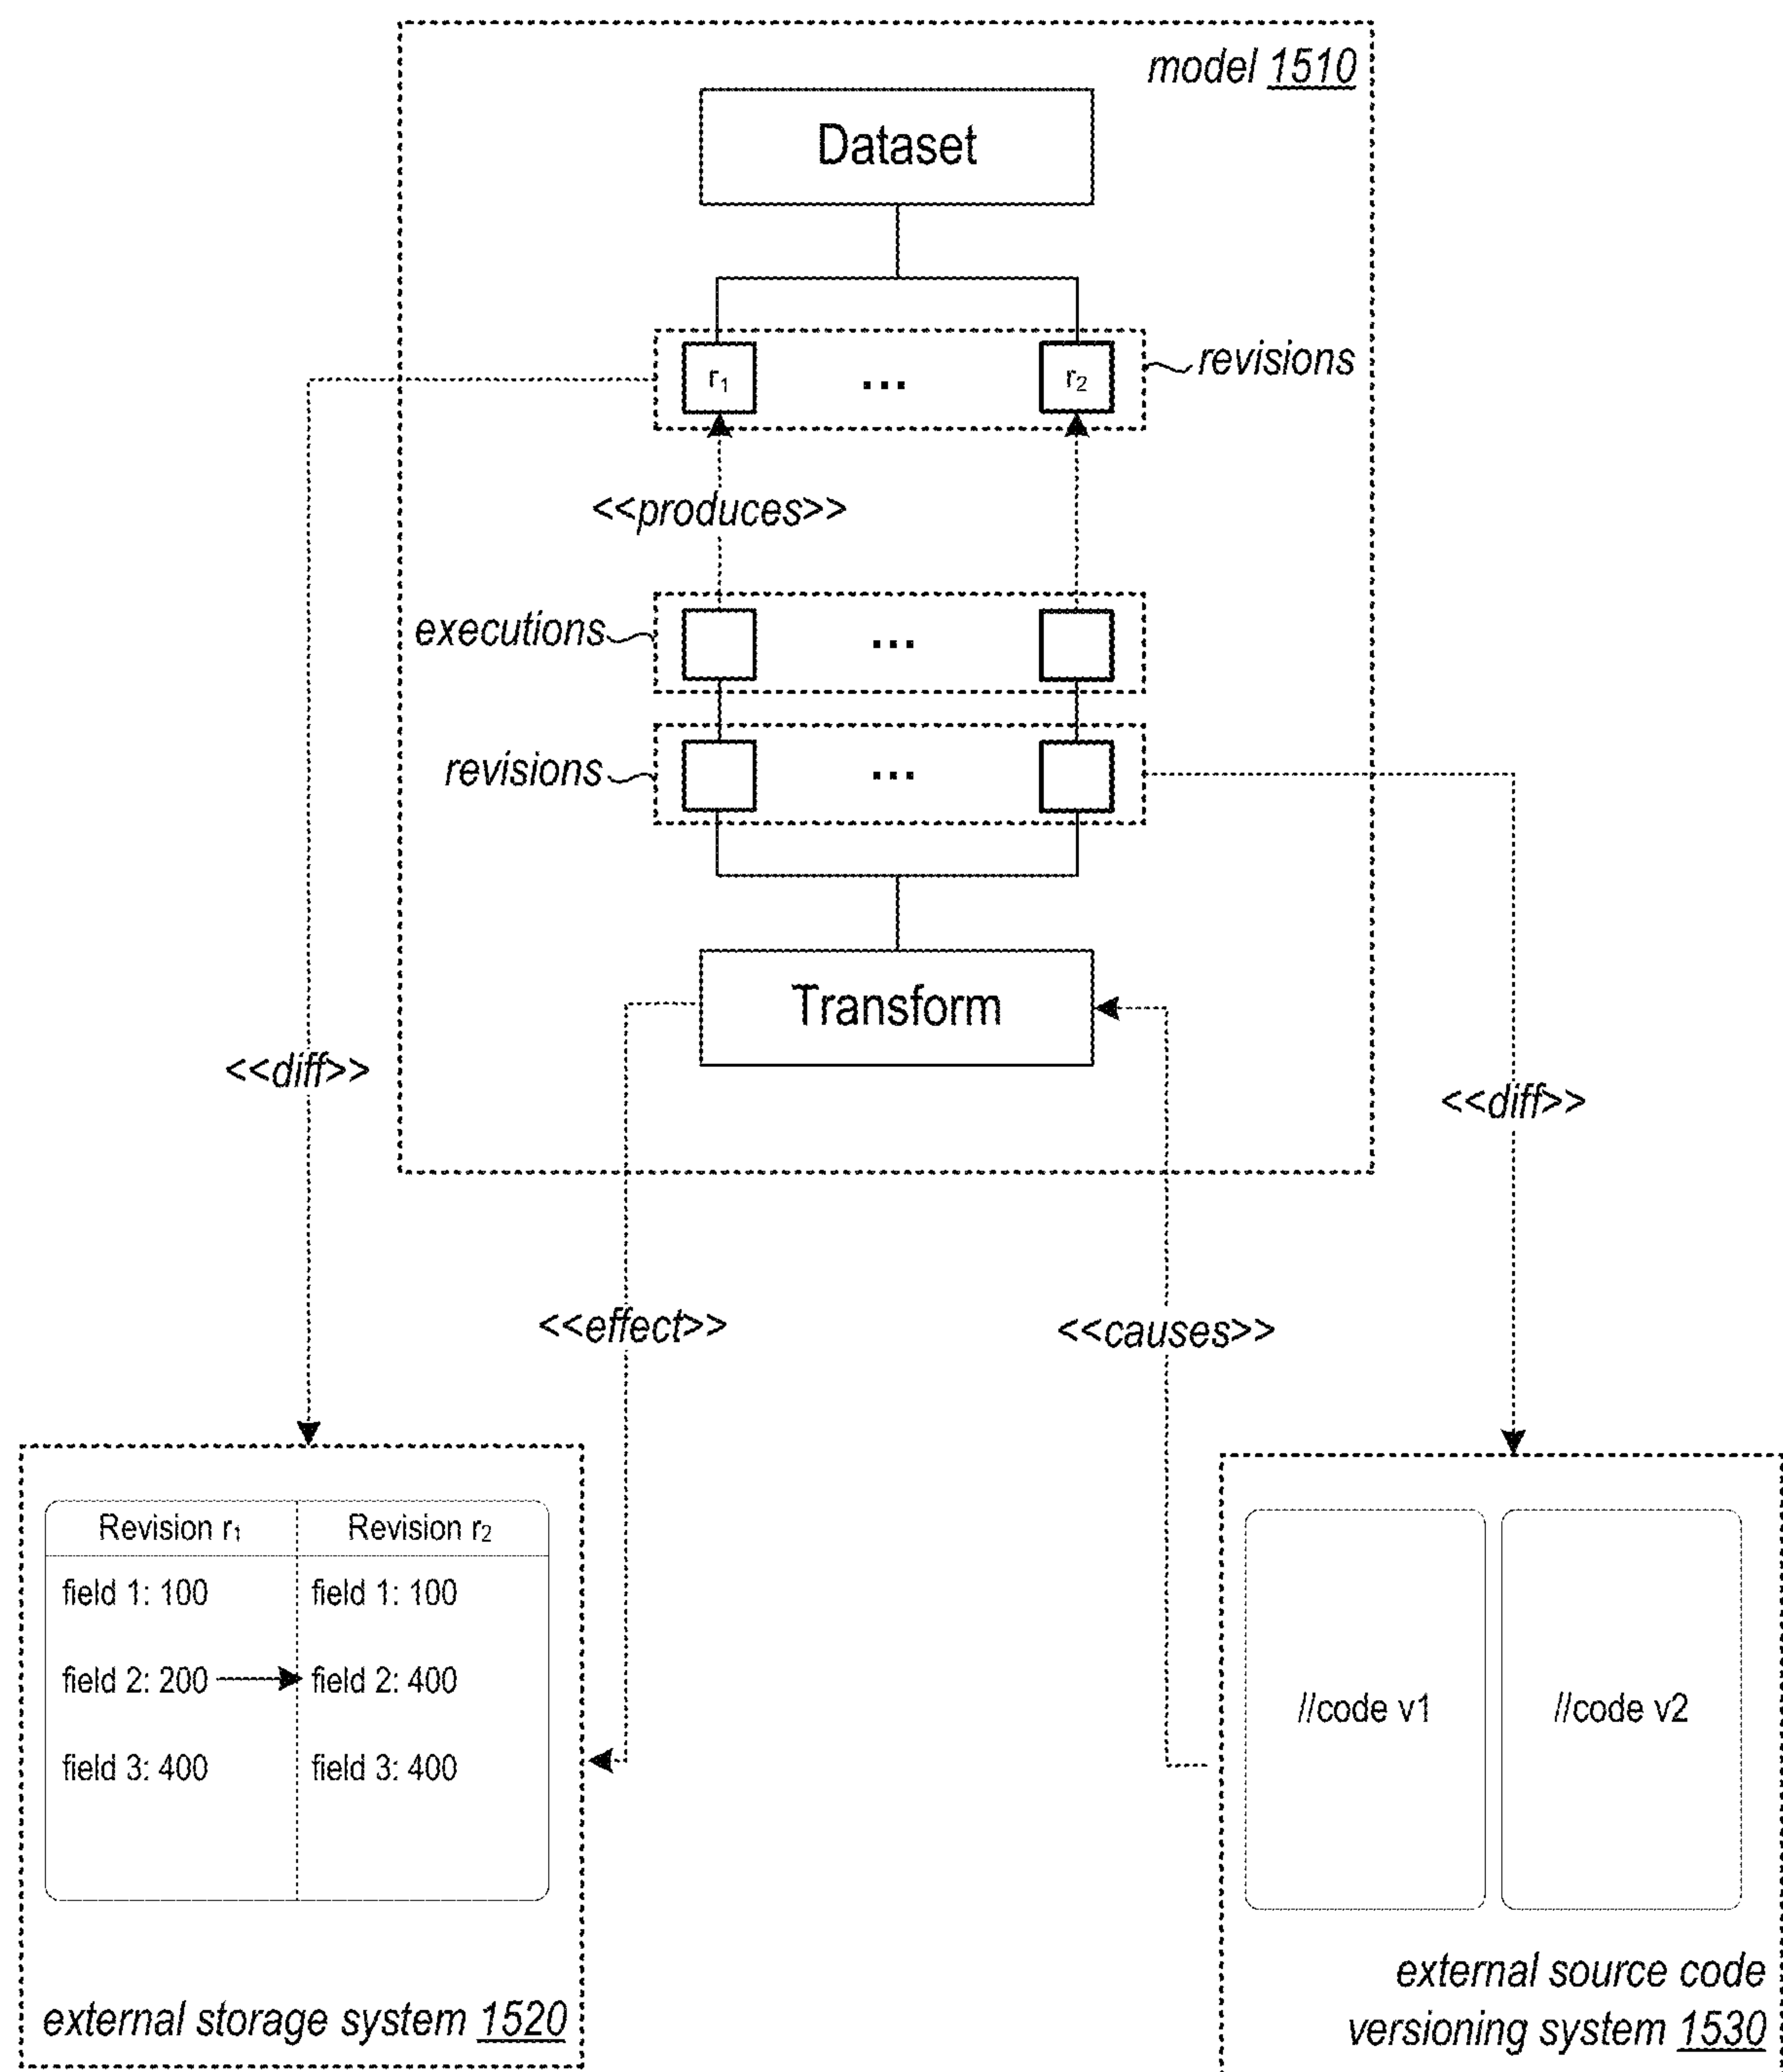 model 1510
Dataset
r1 ... r2
revisions
<<produces>>
executions
...
revisions
...
Transform
<<diff>>
<<diff>>
<<effect>>
<<causes>>
Revision r1 Revision r2
field 1: 100 field 1: 100
field 2: 200 field 2: 400
field 3: 400 field 3: 400
external storage system 1520
//code v1 //code v2
external source code
versioning system 1530